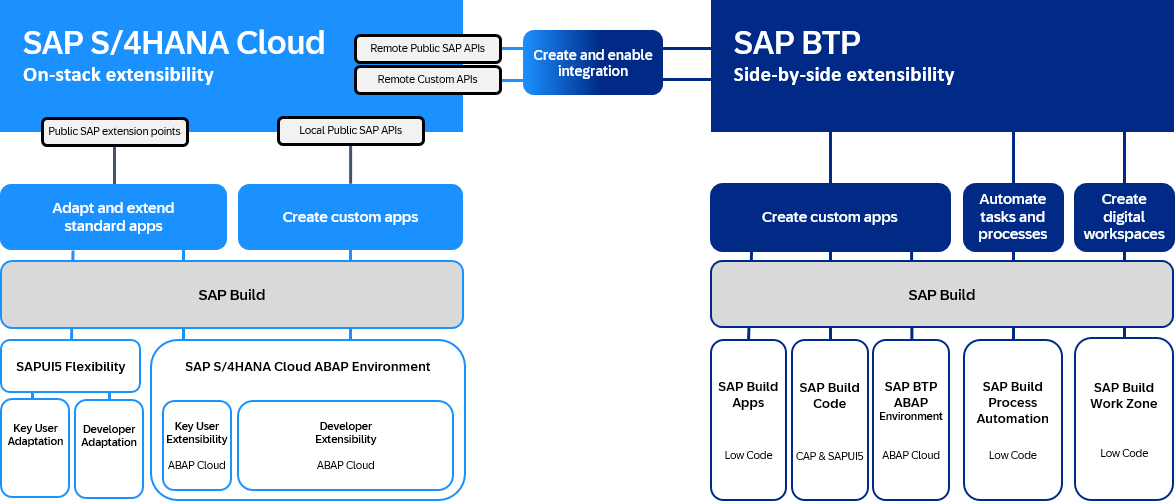 SAP S/4HANA Cloud
On-stack extensibility
Remote Public SAP APIs
Remote Custom APIs
Create and enable
integration
SAP BTP
Side-by-side extensibility
Public SAP extension points
Local Public SAP APIs
Adapt and extend
standard apps
Create custom apps
Create custom apps
Automate
tasks and
processes
Create
digital
workspaces
SAP Build
SAP Build
SAPUI5 Flexibility
Key User
Adaptation
Developer
Adaptation
SAP S/4HANA Cloud ABAP Environment
Key User
Extensibility
ABAP Cloud
Developer
Extensibility
ABAP Cloud
SAP Build
Apps
Low Code
SAP Build
Code
CAP & SAPUI5
SAP BTP
ABAP
Environment
ABAP Cloud
SAP Build
Process
Automation
Low Code
SAP Build
Work Zone
Low Code